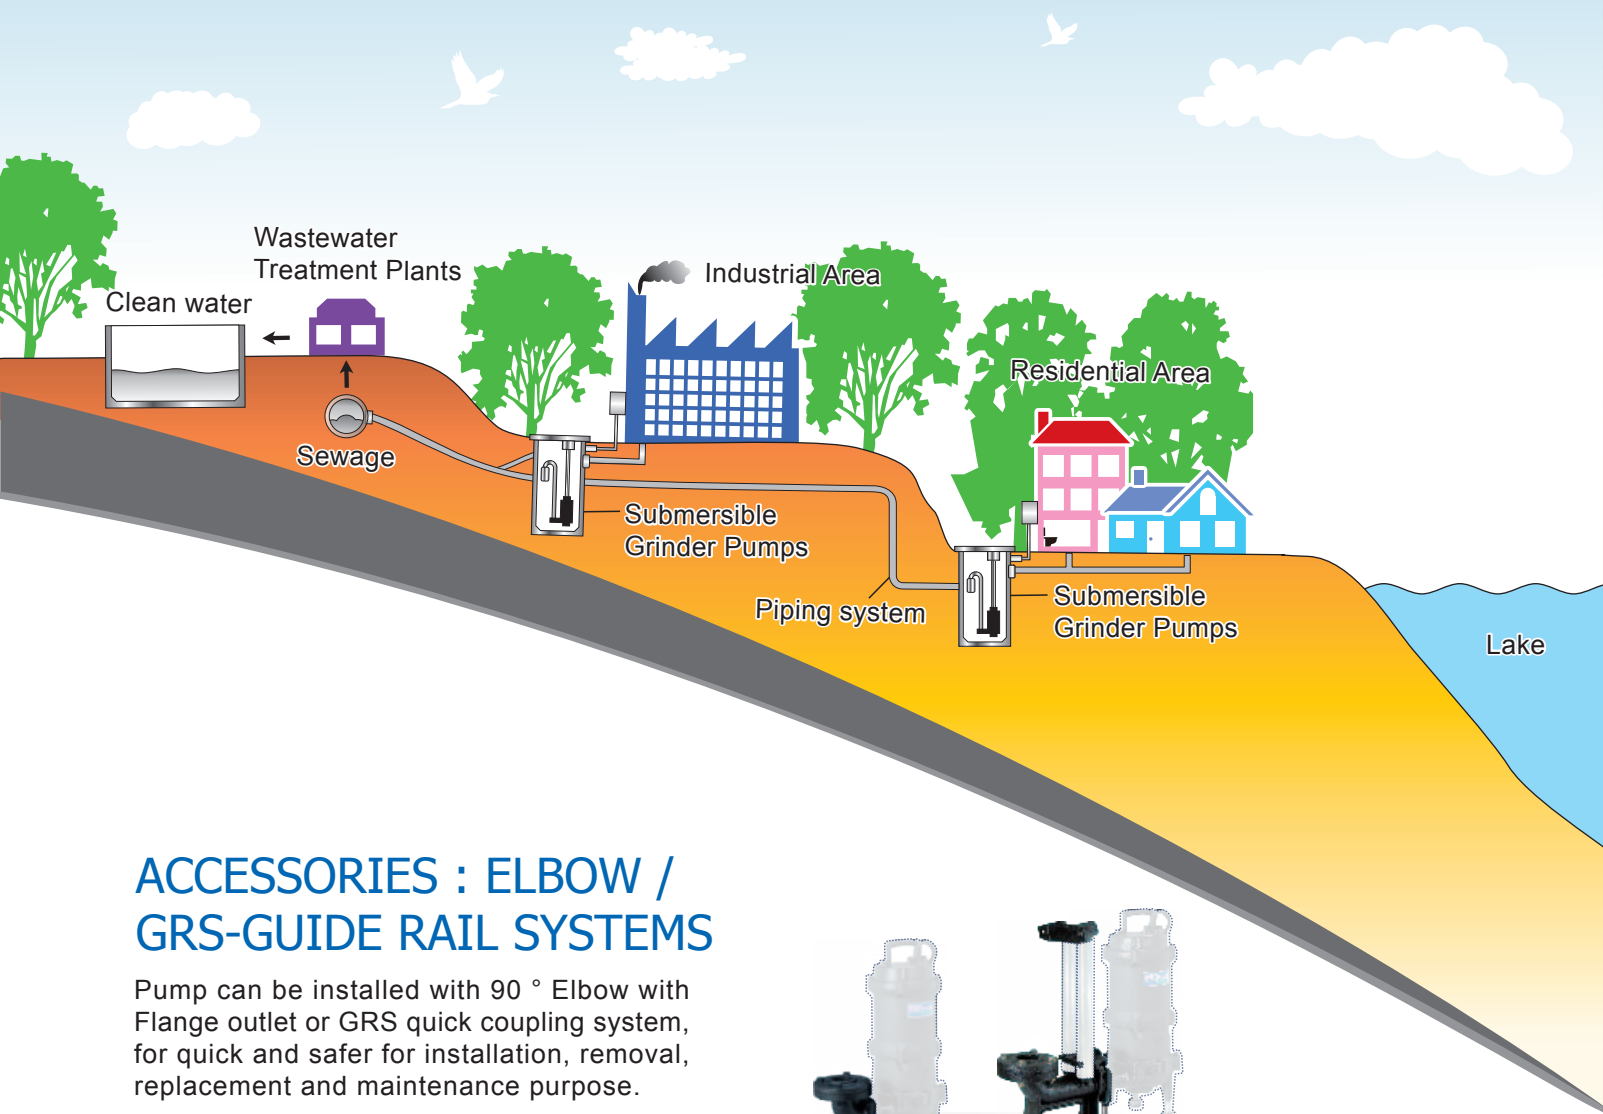 Wastewater
Treatment Plants
Clean water
Industrial Area
Residential Area
Sewage
Submersible
Grinder Pumps
Piping system
Submersible
Grinder Pumps
Lake
ACCESSORIES : ELBOW /
GRS-GUIDE RAIL SYSTEMS
Pump can be installed with 90 ° Elbow with
Flange outlet or GRS quick coupling system,
for quick and safer for installation, removal,
replacement and maintenance purpose.